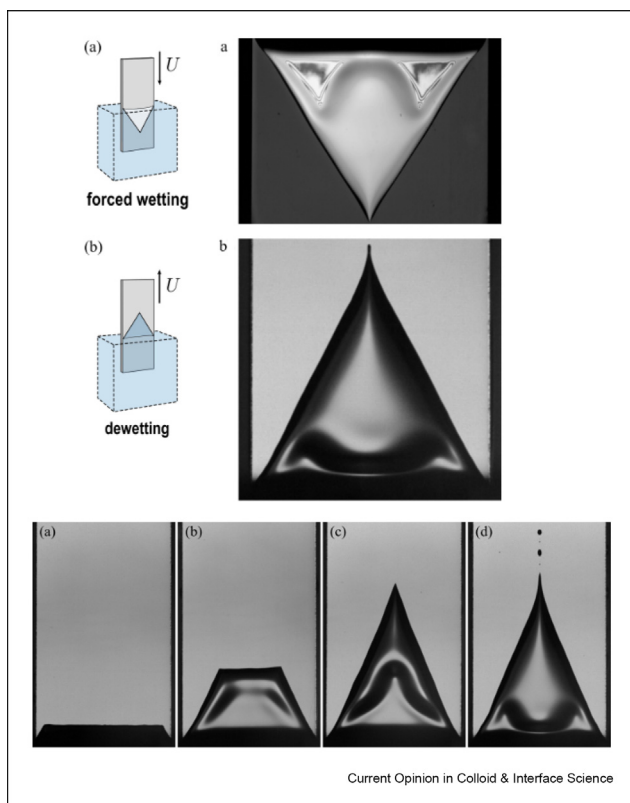 (a)
U
a
forced wetting
(b)
U
b
dewetting
(a)
(b)
(c)
(d)
Current Opinion in Colloid & Interface Science